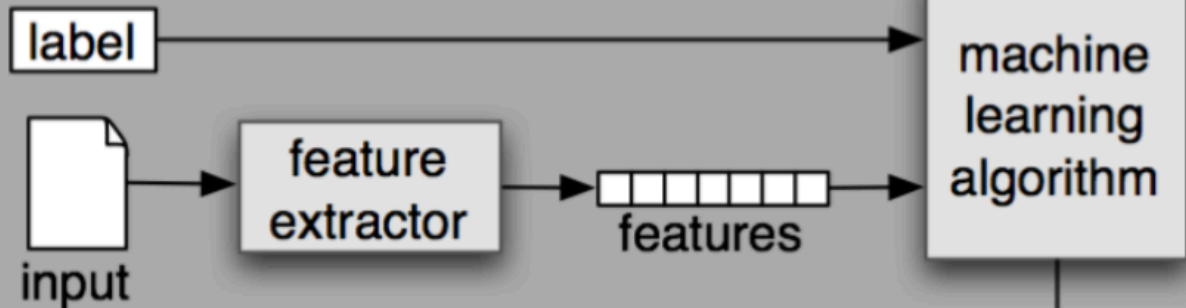 label
machine
learning
algorithm
feature
extractor
features
input